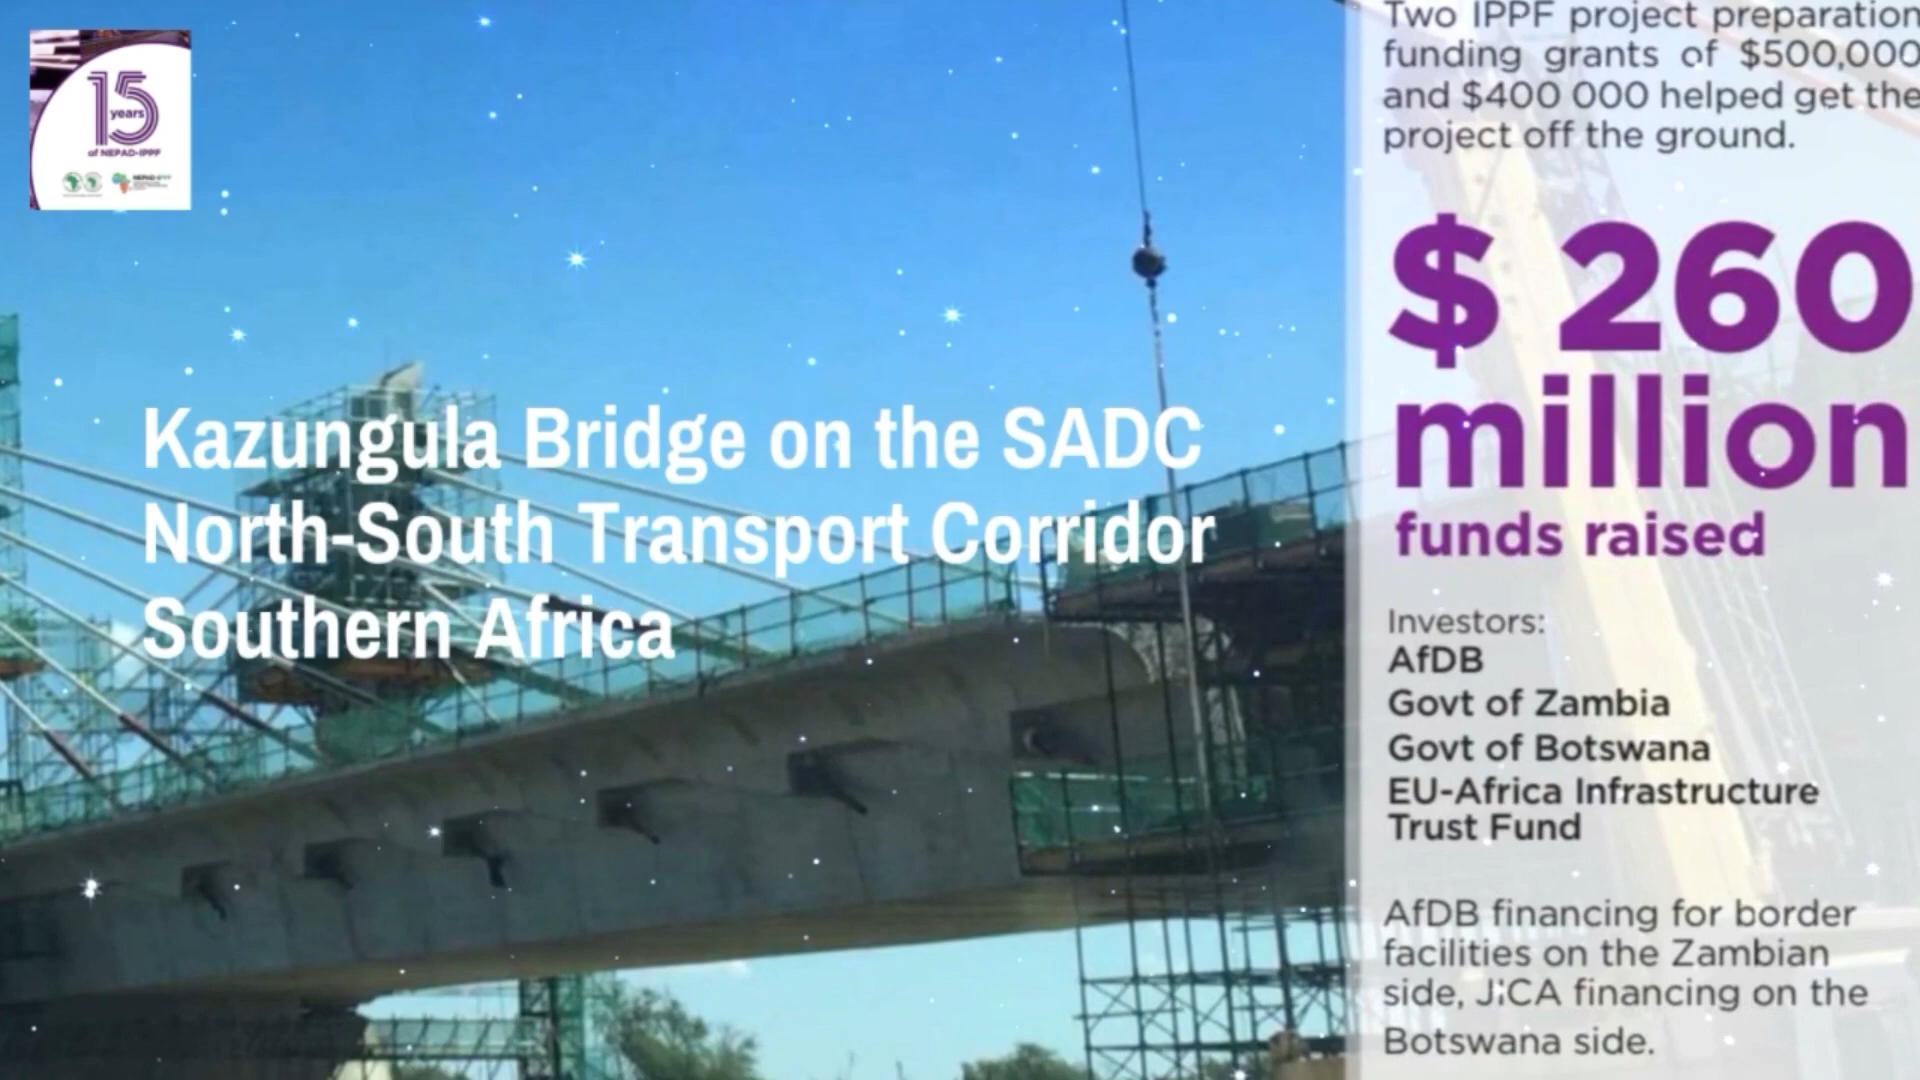 15
years
of NEPAD-IPPF
Kazungula Bridge on the SADC
North-South Transport Corridor
Southern Africa
Two IPPF project preparation
funding grants of $500,000
and $400 000 helped get the
project off the ground.
$ 260
million
funds raised
Investors:
AfDB
Govt of Zambia
Govt of Botswana
EU-Africa Infrastructure
Trust Fund
AfDB financing for border
facilities on the Zambian
side, JiCA financing on the
Botswana side.